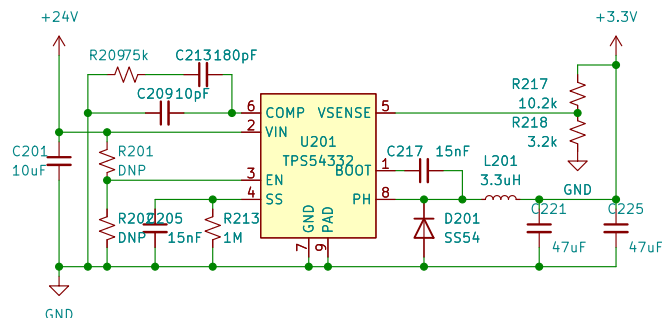 +24V
+3.3V
R20975k
C213180pF
C20910pF
R217
10.2k
R218
3.2k
6
COMP
VSENSE
5
2
VIN
U201
TPS54332
C201
10uF
R201
DNP
BOOT
1
C217
15nF
L201
3.3uH
3
EN
4
SS
PH
8
GND
R202
DNP
C205
15nF
R213
1M
GND
PAD
7
9
D201
SS54
C221
47uF
C225
47uF
GND